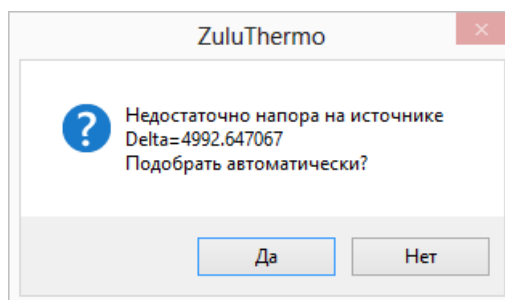 ZuluThermo
Недостаточно напора на источнике
Delta=4992.647067
Подобрать автоматически?
Да
Нет